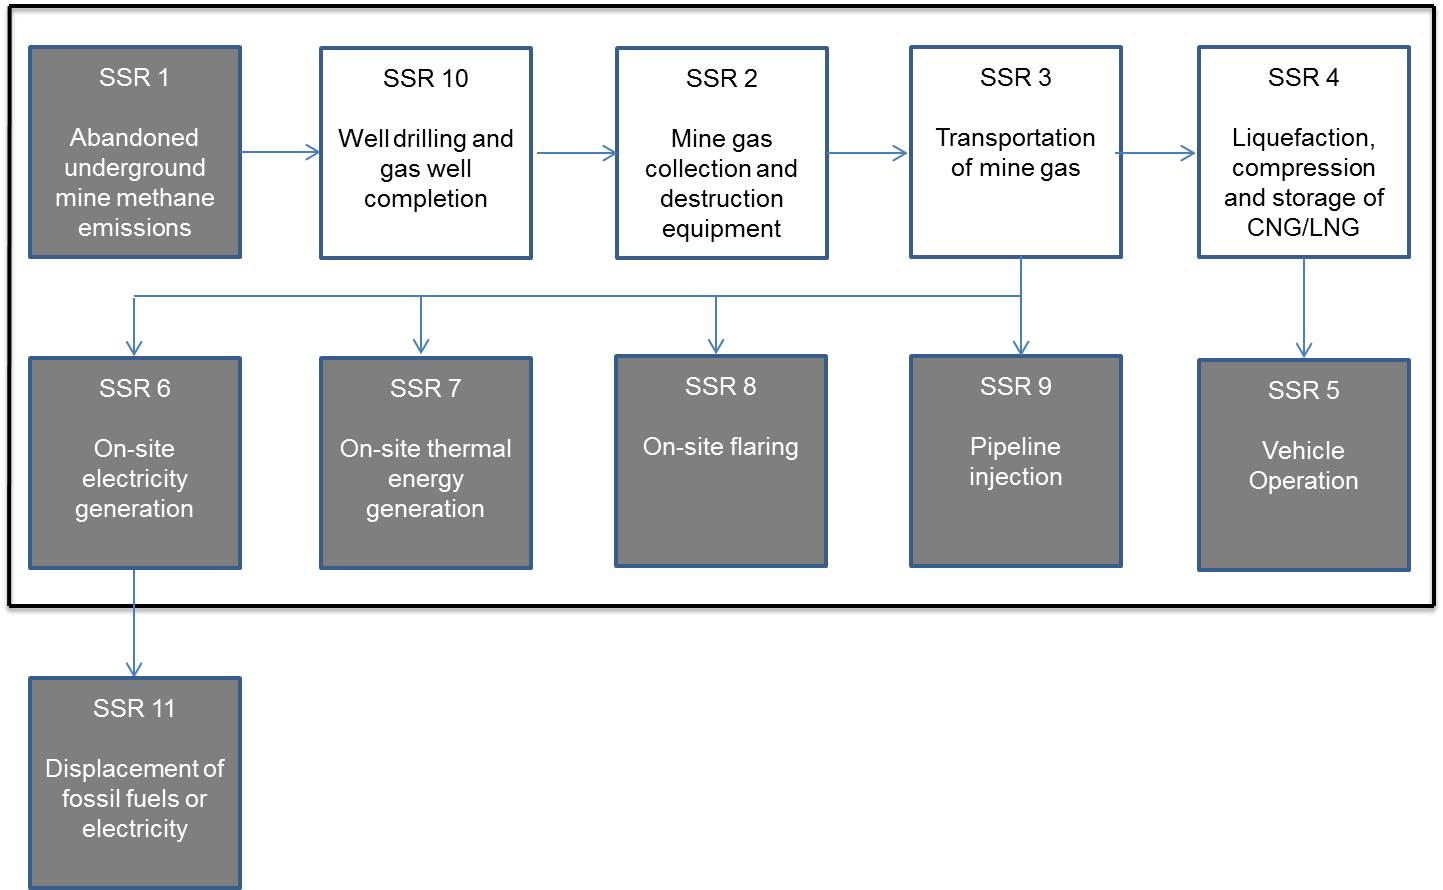 SSR 1
Abandoned
underground
mine methane
emissions
SSR 10
Well drilling and
gas well
completion
SSR 2
Mine gas
collection and
destruction
equipment
SSR 3
Transportation
of mine gas
SSR 4
Liquefaction,
compression
and storage of
CNG/LNG
SSR 6
On-site
electricity
generation
SSR 7
On-site thermal
energy
generation
SSR 8
On-site flaring
SSR 9
Pipeline
injection
SSR 5
Vehicle
Operation
SSR 11
Displacement of
fossil fuels or
electricity